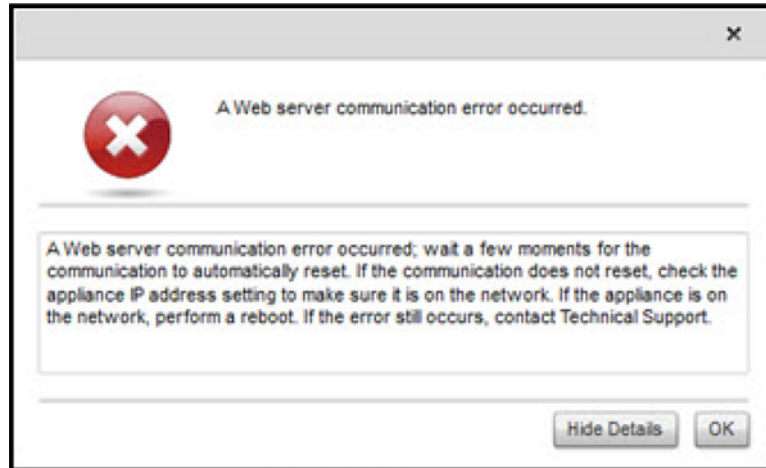 A Web server communication error occurred.
A Web server communication error occurred; wait a few moments for the
communication to automatically reset. If the communication does not reset, check the
appliance IP address setting to make sure it is on the network. If the appliance is on
the network, perform a reboot. If the error still occurs, contact Technical Support.
Hide Details OK